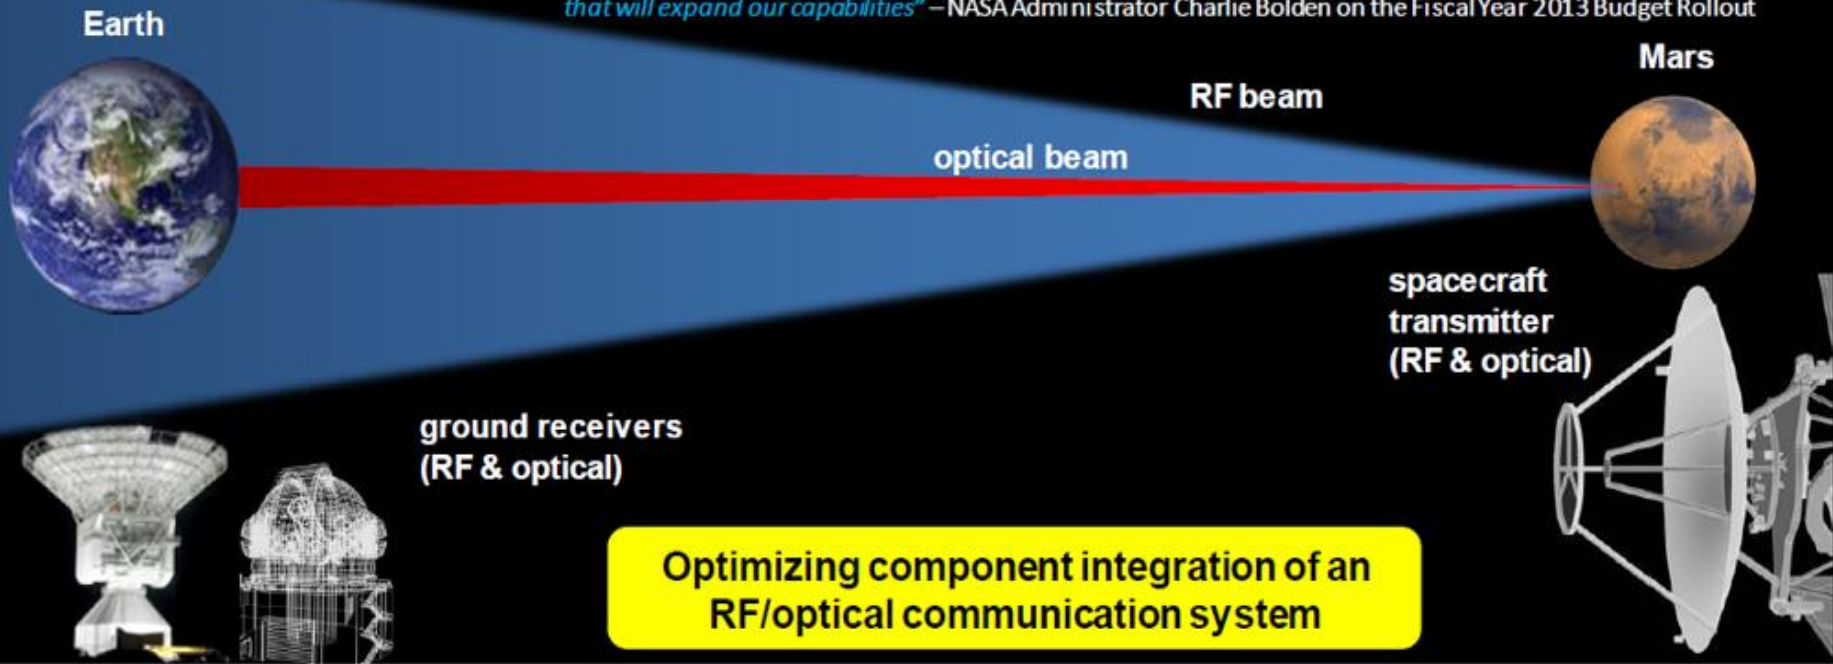 that will expand our capabilities" – NASA Administrator Charlie Bolden on the Fiscal Year 2013 Budget Rollout
Earth
Mars
RF beam
optical beam
spacecraft
transmitter
(RF & optical)
ground receivers
(RF & optical)
Optimizing component integration of an
RF/optical communication system